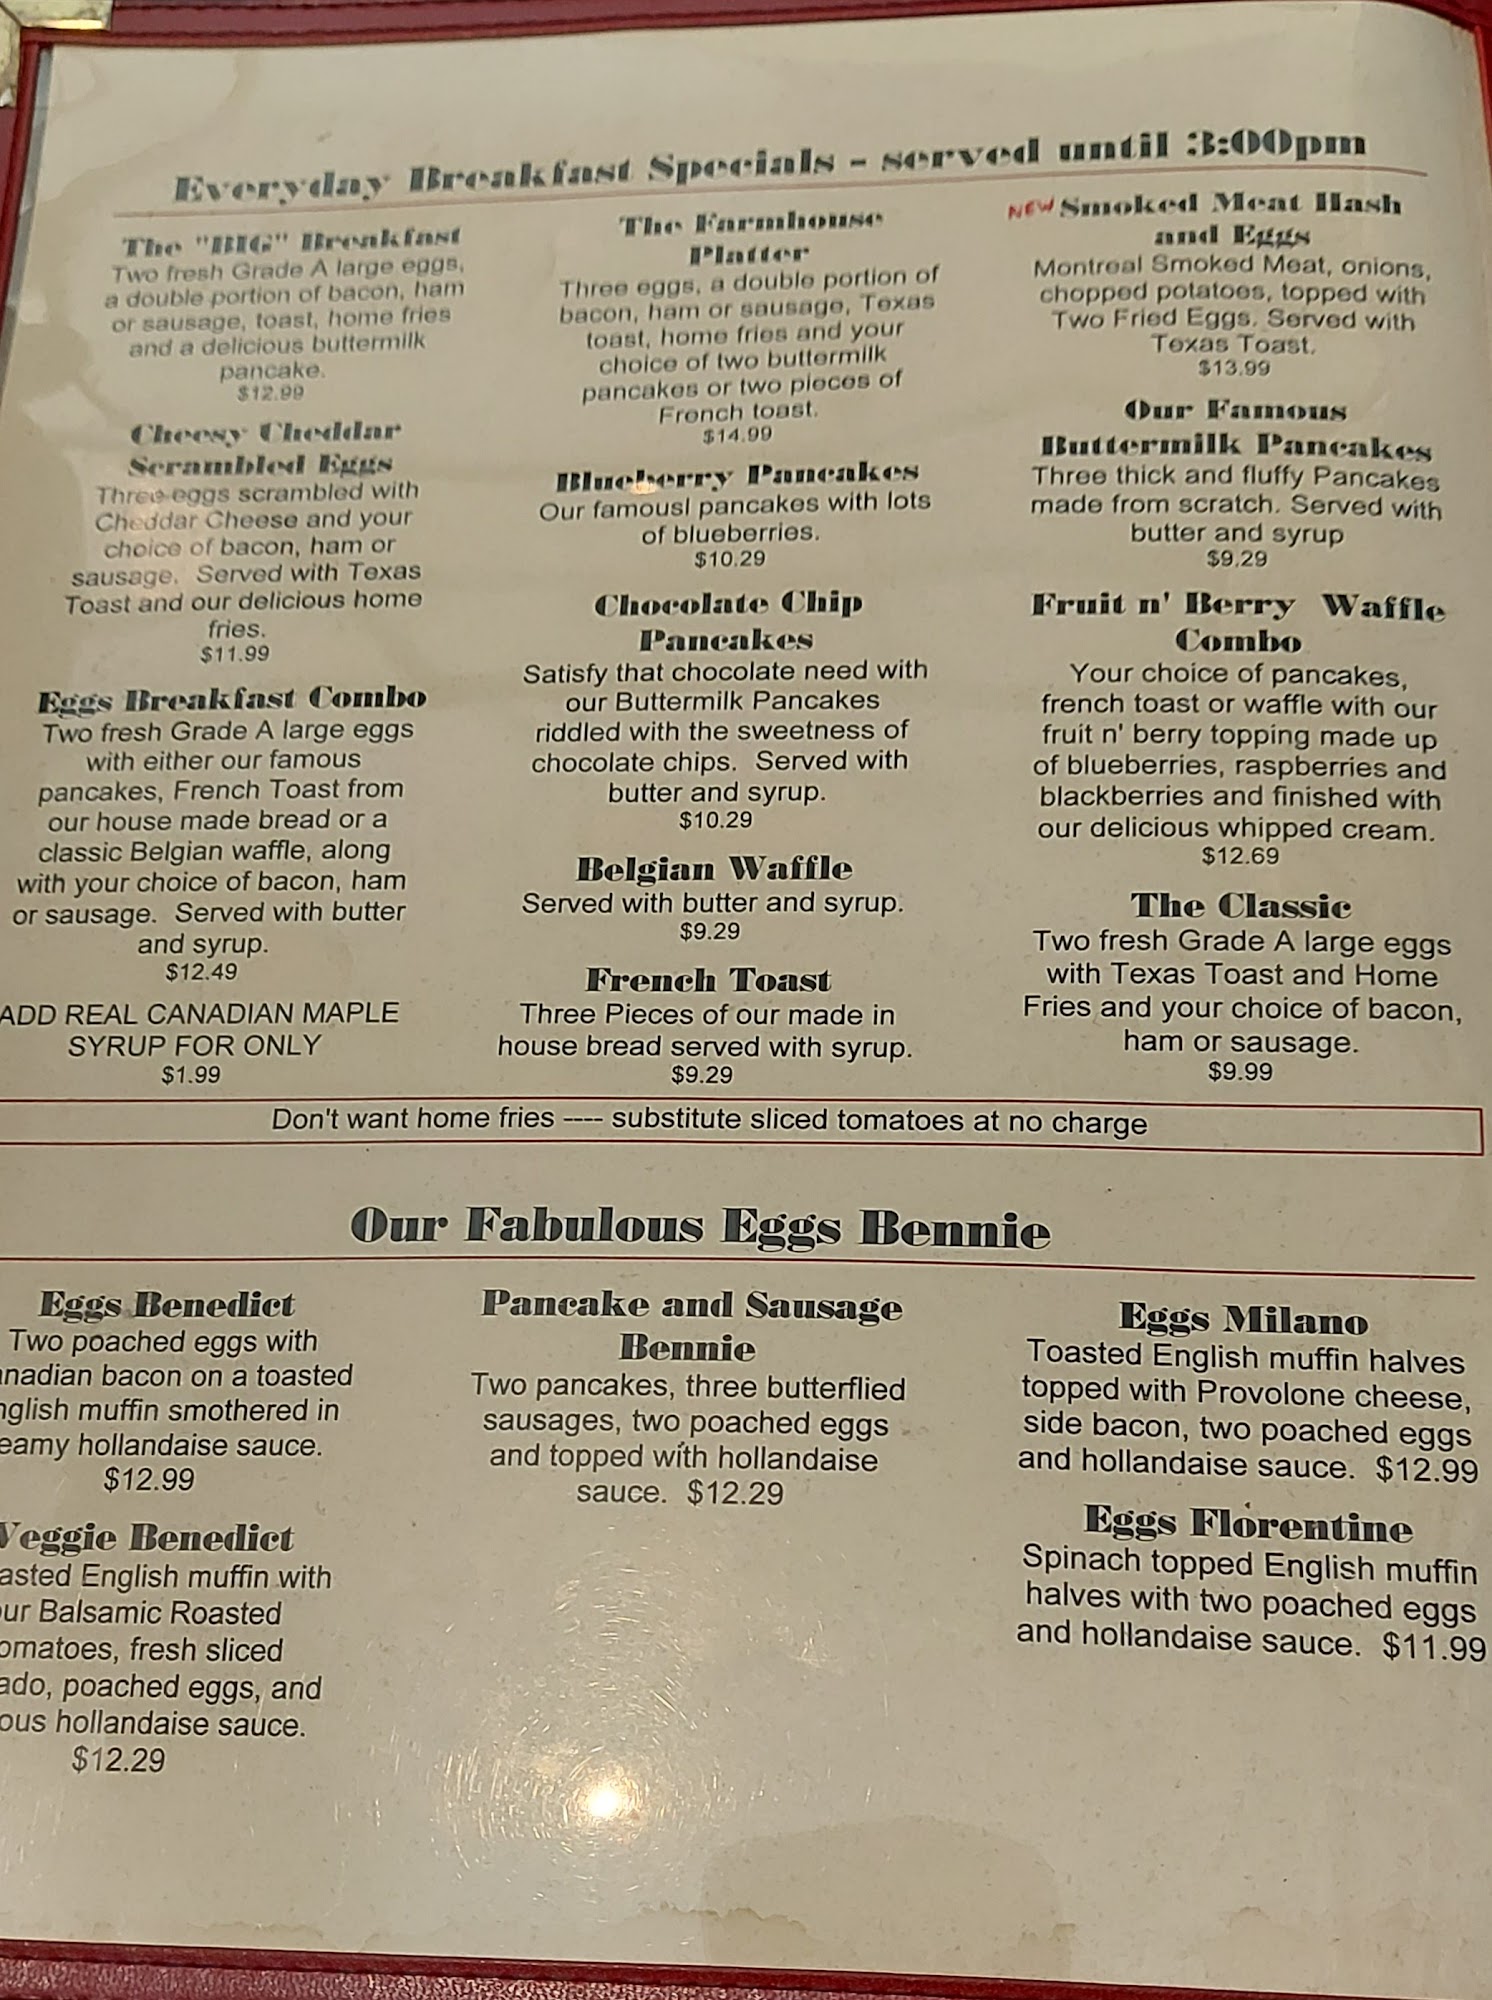 Everyday Breakfast Specials - served until 3:00pm
The "BIG" Breakfast
Two fresh Grade A large eggs,
a double portion of bacon, ham
or sausage, toast, home fries
and a delicious buttermilk
pancake.
$12.99
Cheesy Cheddar
Scrambled Eggs
Three eggs scrambled with
Cheddar Cheese and your
choice of bacon, ham or
sausage. Served with Texas
Toast and our delicious home
fries.
$11.99
Eggs Breakfast Combo
Two fresh Grade A large eggs
with either our famous
pancakes, French Toast from
our house made bread or a
classic Belgian waffle, along
with your choice of bacon, ham
or sausage. Served with butter
and syrup.
$12.49
ADD REAL CANADIAN MAPLE
SYRUP FOR ONLY
$1.99
The Farmhouse
Platter
Three eggs, a double portion of
bacon, ham or sausage, Texas
toast, home fries and your
choice of two buttermilk
pancakes or two pieces of
French toast.
$14.99
Blueberry Pancakes
Our famousl pancakes with lots
of blueberries.
$10.29
Chocolate Chip
Pancakes
Satisfy that chocolate need with
our Buttermilk Pancakes
riddled with the sweetness of
chocolate chips. Served with
butter and syrup.
$10.29
Belgian Waffle
Served with butter and syrup.
$9.29
French Toast
Three Pieces of our made in
house bread served with syrup.
$9.29
NEW Smoked Meat Hash
and Eggs
Montreal Smoked Meat, onions,
chopped potatoes, topped with
Two Fried Eggs. Served with
Texas Toast.
$13.99
Our Famous
Buttermilk Pancakes
Three thick and fluffy Pancakes
made from scratch. Served with
butter and syrup
$9.29
Fruit n' Berry Waffle
Combo
Your choice of pancakes,
french toast or waffle with our
fruit n' berry topping made up
of blueberries, raspberries and
blackberries and finished with
our delicious whipped cream.
$12.69
The Classic
Two fresh Grade A large eggs
with Texas Toast and Home
Fries and your choice of bacon,
ham or sausage.
$9.99
Don't want home fries ---- substitute sliced tomatoes at no charge
Our Fabulous Eggs Bennie
Eggs Benedict
Two poached eggs with
nadian bacon on a toasted
nglish muffin smothered in
eamy hollandaise sauce.
$12.99
Veggie Benedict
asted English muffin with
ur Balsamic Roasted
omatoes, fresh sliced
ado, poached eggs, and
ous hollandaise sauce.
$12.29
Pancake and Sausage
Bennie
Two pancakes, three butterflied
sausages, two poached eggs
and topped with hollandaise
sauce. $12.29
Eggs Milano
Toasted English muffin halves
topped with Provolone cheese,
side bacon, two poached eggs
and hollandaise sauce. $12.99
Eggs Florentine
Spinach topped English muffin
halves with two poached eggs
and hollandaise sauce. $11.99